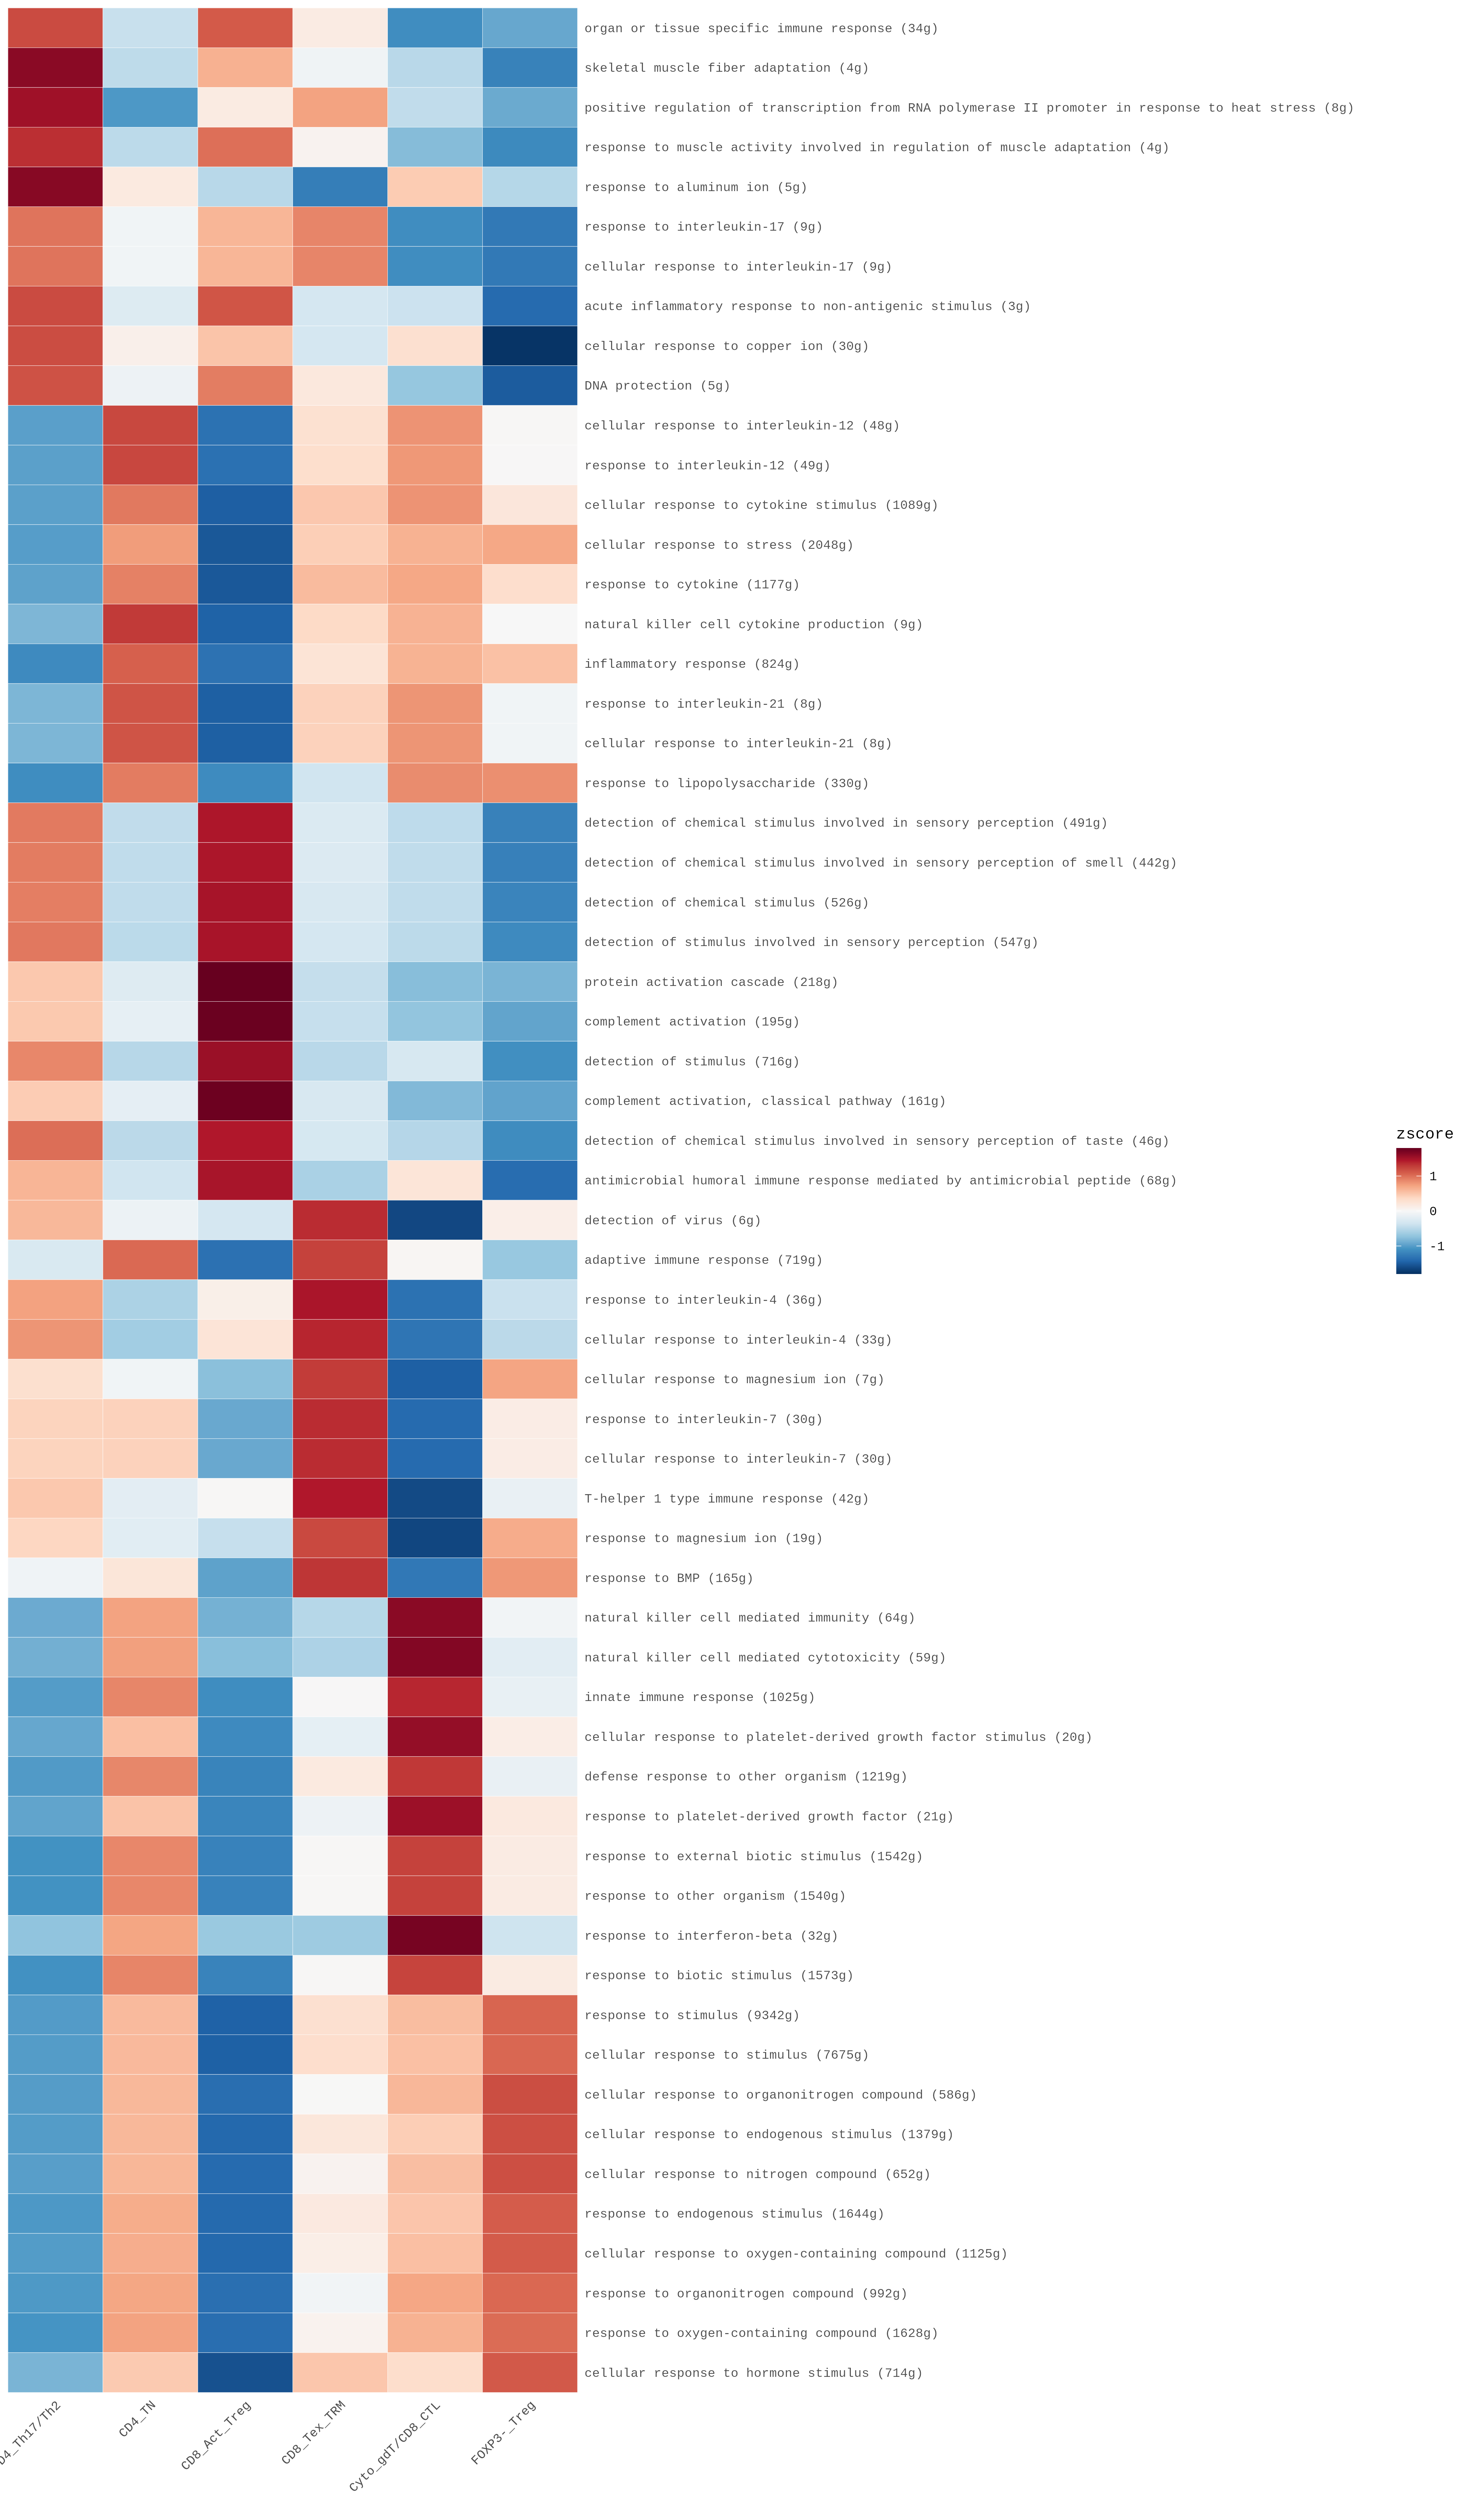 organ or tissue specific immune response (34g)
skeletal muscle fiber adaptation (4g)
positive regulation of transcription from RNA polymerase II promoter in response to heat stress (8g)
response to muscle activity involved in regulation of muscle adaptation (4g)
response to aluminum ion (5g)
response to interleukin-17 (9g)
cellular response to interleukin-17 (9g)
acute inflammatory response to non-antigenic stimulus (3g)
cellular response to copper ion (30g)
DNA protection (5g)
cellular response to interleukin-12 (48g)
response to interleukin-12 (49g)
cellular response to cytokine stimulus (1089g)
cellular response to stress (2048g)
response to cytokine (1177g)
natural killer cell cytokine production (9g)
inflammatory response (824g)
response to interleukin-21 (8g)
cellular response to interleukin-21 (8g)
response to lipopolysaccharide (330g)
detection of chemical stimulus involved in sensory perception (491g)
detection of chemical stimulus involved in sensory perception of smell (442g)
detection of chemical stimulus (526g)
detection of stimulus involved in sensory perception (547g)
protein activation cascade (218g)
complement activation (195g)
detection of stimulus (716g)
complement activation, classical pathway (161g)
detection of chemical stimulus involved in sensory perception of taste (46g)
antimicrobial humoral immune response mediated by antimicrobial peptide (68g)
detection of virus (6g)
adaptive immune response (719g)
response to interleukin-4 (36g)
cellular response to interleukin-4 (33g)
cellular response to magnesium ion (7g)
response to interleukin-7 (30g)
cellular response to interleukin-7 (30g)
T-helper 1 type immune response (42g)
response to magnesium ion (19g)
response to BMP (165g)
natural killer cell mediated immunity (64g)
natural killer cell mediated cytotoxicity (59g)
innate immune response (1025g)
cellular response to platelet-derived growth factor stimulus (20g)
defense response to other organism (1219g)
response to platelet-derived growth factor (21g)
response to external biotic stimulus (1542g)
response to other organism (1540g)
response to interferon-beta (32g)
response to biotic stimulus (1573g)
response to stimulus (9342g)
cellular response to stimulus (7675g)
cellular response to organonitrogen compound (586g)
cellular response to endogenous stimulus (1379g)
cellular response to nitrogen compound (652g)
response to endogenous stimulus (1644g)
cellular response to oxygen-containing compound (1125g)
response to organonitrogen compound (992g)
response to oxygen-containing compound (1628g)
cellular response to hormone stimulus (714g)
zscore
1
0
-1
D4_Th17/Th2
CD4_TN
CD8_Act_Treg
CD8_Tex_TRM
Cyto_gdT/CD8_CTL
FOXP3-_Treg